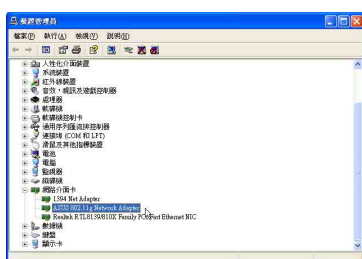 裝置管理員
檔案(F) 執行(A) 檢視(V) 說明(H)
人性化介面裝置
系統裝置
紅外線裝置
音效，視訊及遊戲控制器
處理器
軟碟機
軟碟機控制卡
通用序列匯流排控制器
連接埠 (COM 和 LPT)
滑鼠及其他指標裝置
電池
電腦
監視器
磁碟機
網路介面卡
1394 Net Adapter
ASUS 802.11g Network Adapter
Realtek RTL8139/810X Family PCI Fast Ethernet NIC
數據機
鍵盤
顯示卡